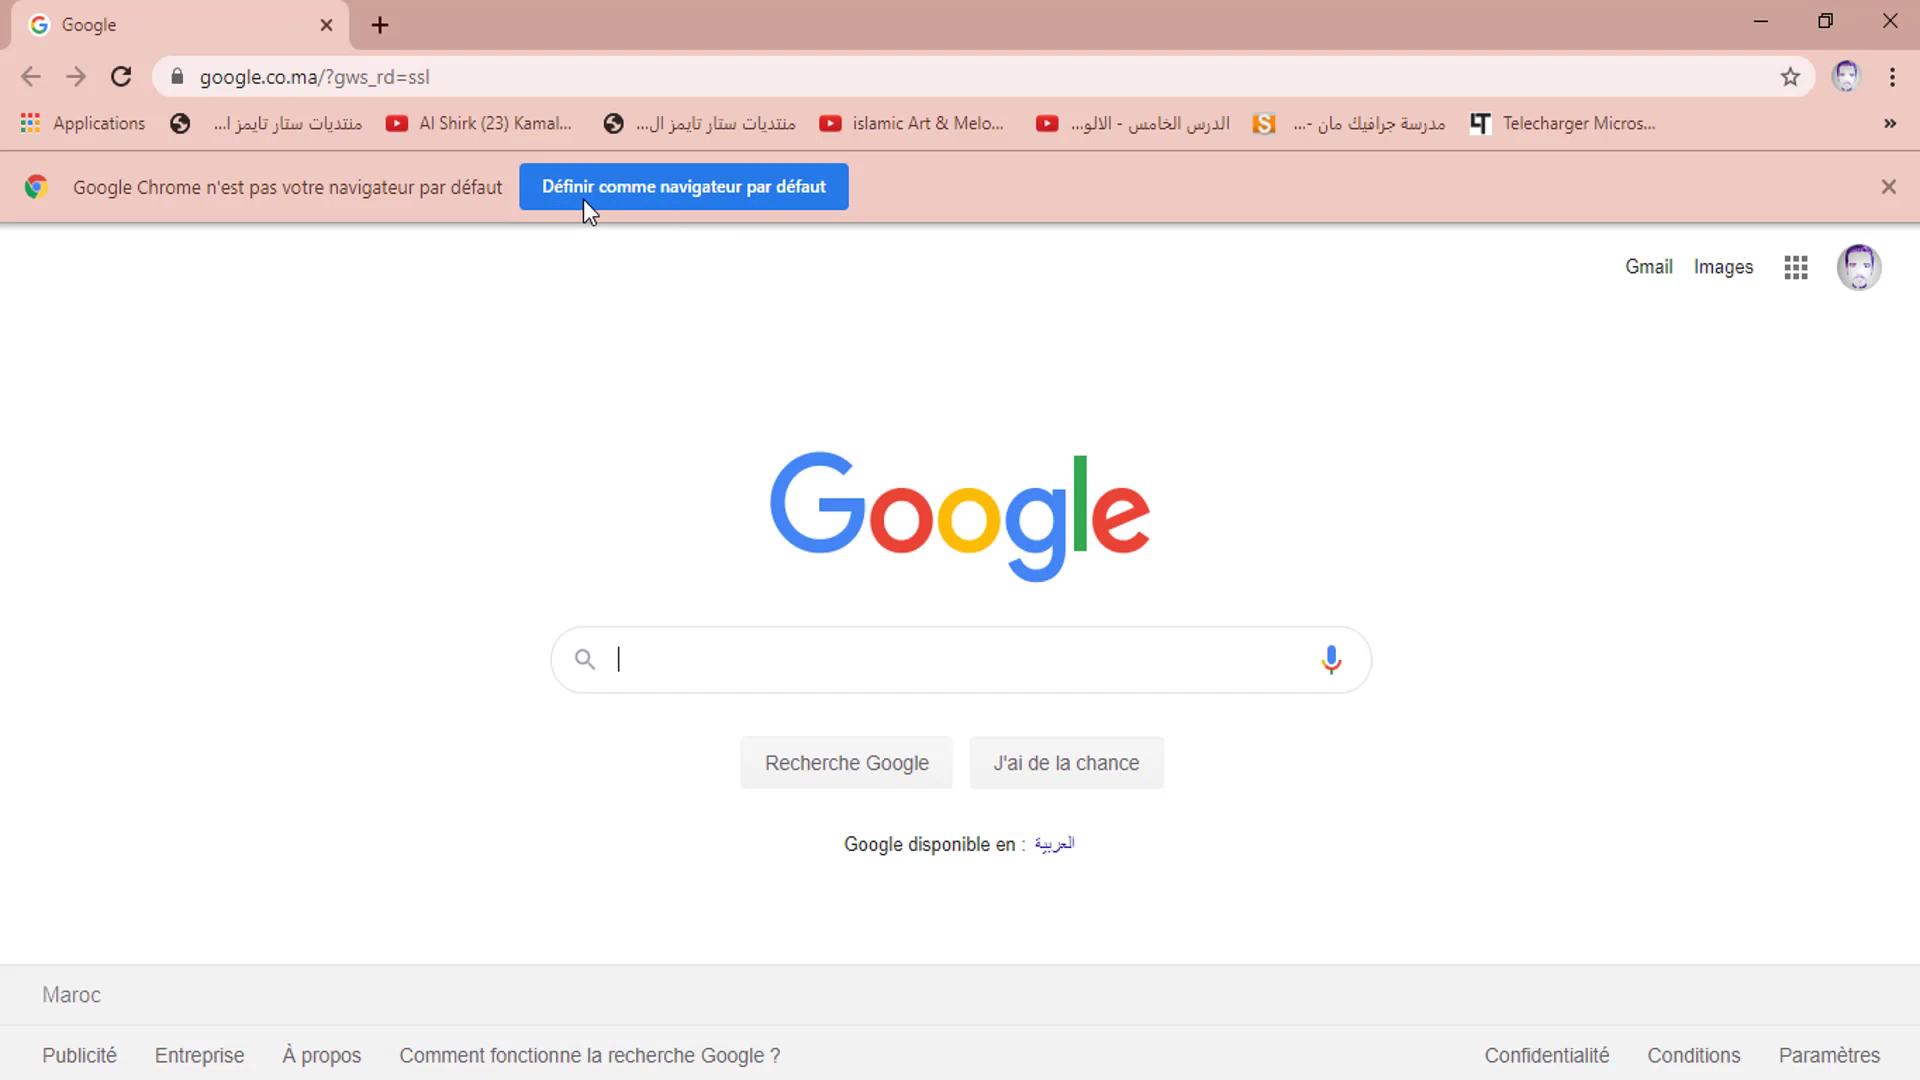 Google
google.co.ma/?gws_rd=ssl
Applications
منتديات ستار تايمز ا...
Al Shirk (23) Kamal...
منتديات ستار تايمز ال...
islamic Art & Melo...
الدرس الخامس - الالو...
مدرسة جرافيك مان -...
Telecharger Micros...
»
Google Chrome n'est pas votre navigateur par défaut
Définir comme navigateur par défaut
Gmail
Images
Google
Recherche Google
J'ai de la chance
Google disponible en : العربية
Maroc
Publicité
Entreprise
À propos
Comment fonctionne la recherche Google ?
Confidentialité
Conditions
Paramètres